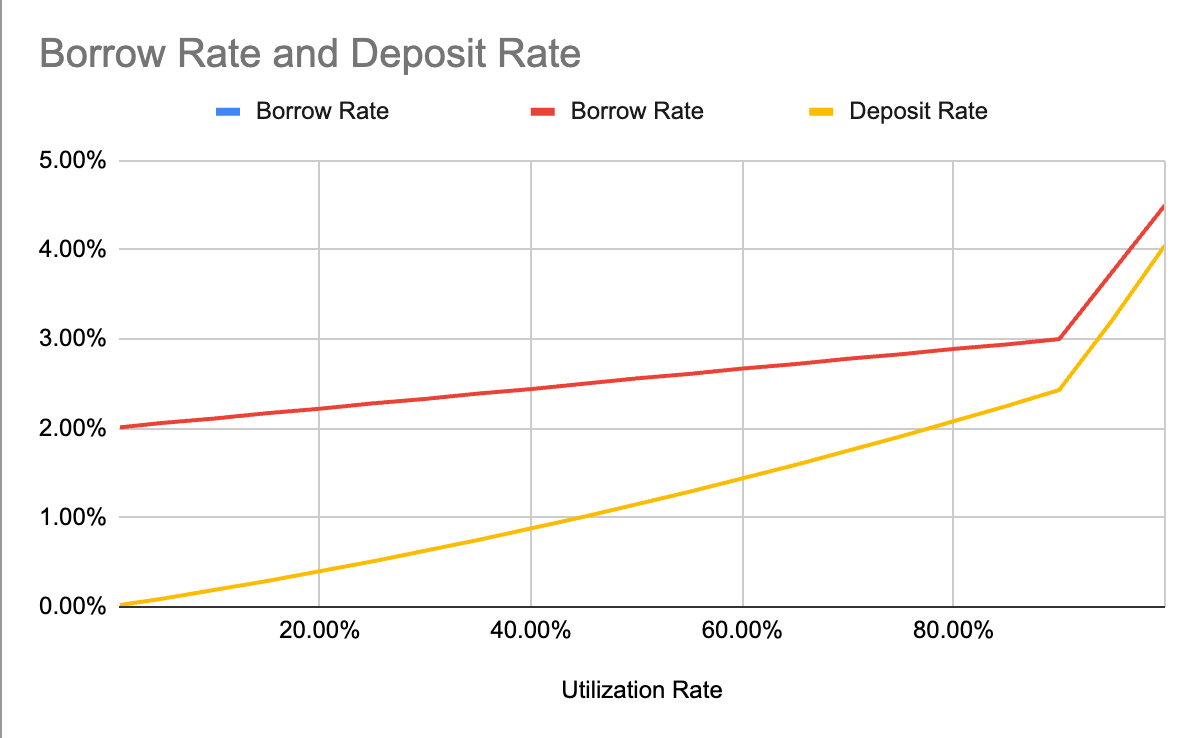 Borrow Rate and Deposit Rate
Borrow Rate Borrow Rate Deposit Rate
5.00%
4.00%
3.00%
2.00%
1.00%
0.00%
20.00% 40.00% 60.00% 80.00%
Utilization Rate